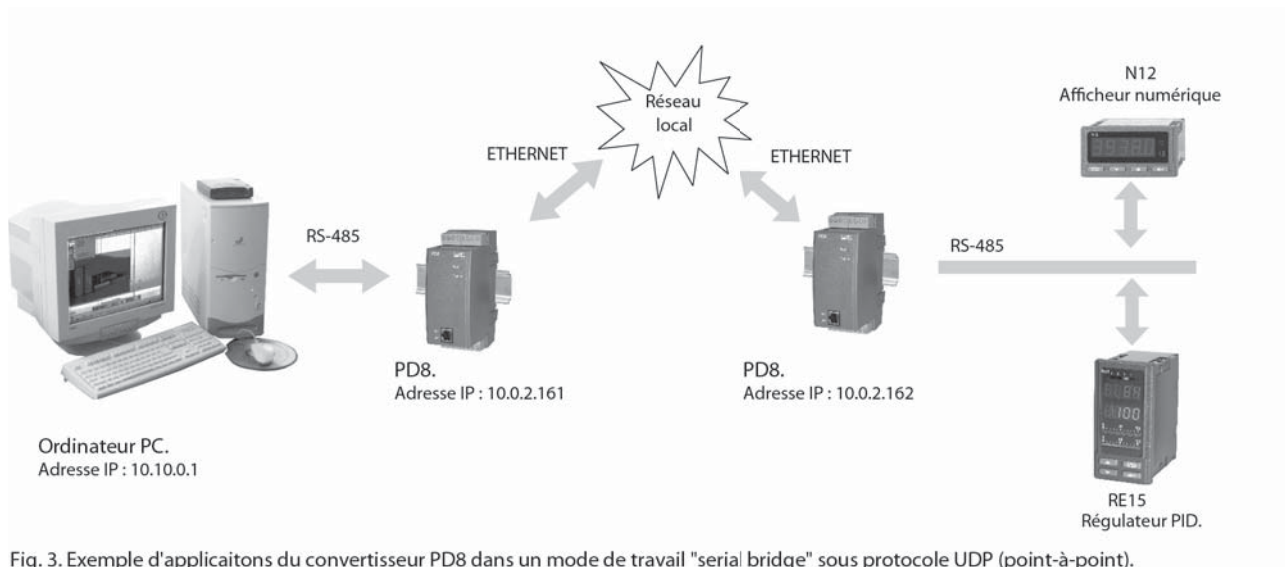 N12
Afficheur numérique
Réseau
local
ETHERNET
ETHERNET
RS-485
RS-485
PD8.
Adresse IP : 10.0.2.161
PD8.
Adresse IP : 10.0.2.162
Ordinateur PC.
Adresse IP : 10.10.0.1
RE15
Régulateur PID.
Fig. 3. Exemple d'applicaitons du convertisseur PD8 dans un mode de travail "serial bridge" sous protocole UDP (point-à-point).